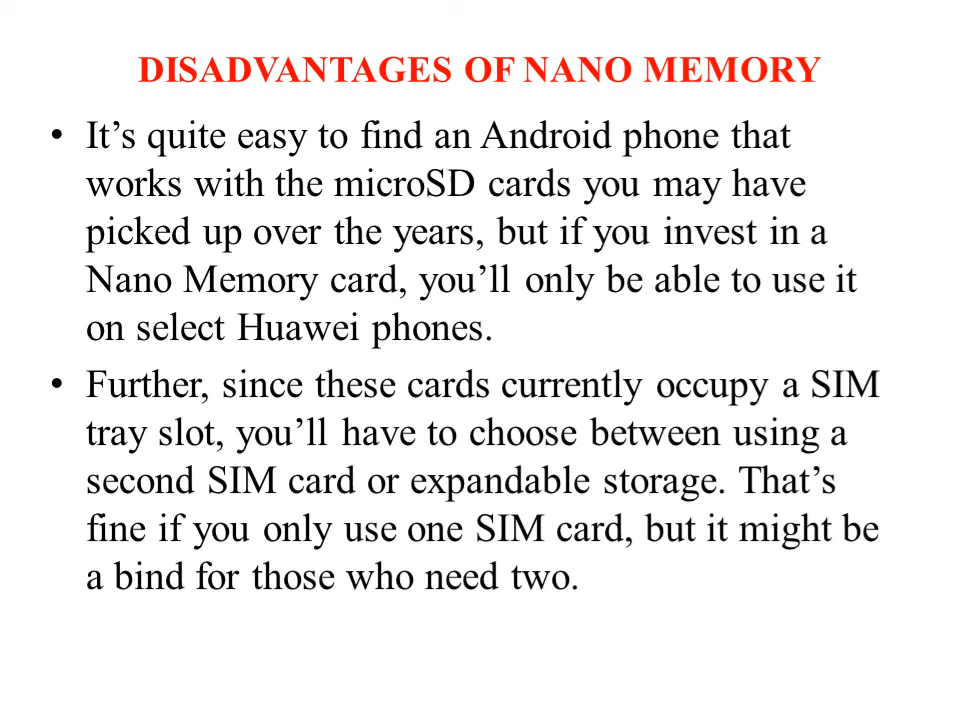 DISADVANTAGES OF NANO MEMORY
• It’s quite easy to find an Android phone that
works with the microSD cards you may have
picked up over the years, but if you invest in a
Nano Memory card, you’ll only be able to use it
on select Huawei phones.
• Further, since these cards currently occupy a SIM
tray slot, you’ll have to choose between using a
second SIM card or expandable storage. That’s
fine if you only use one SIM card, but it might be
a bind for those who need two.